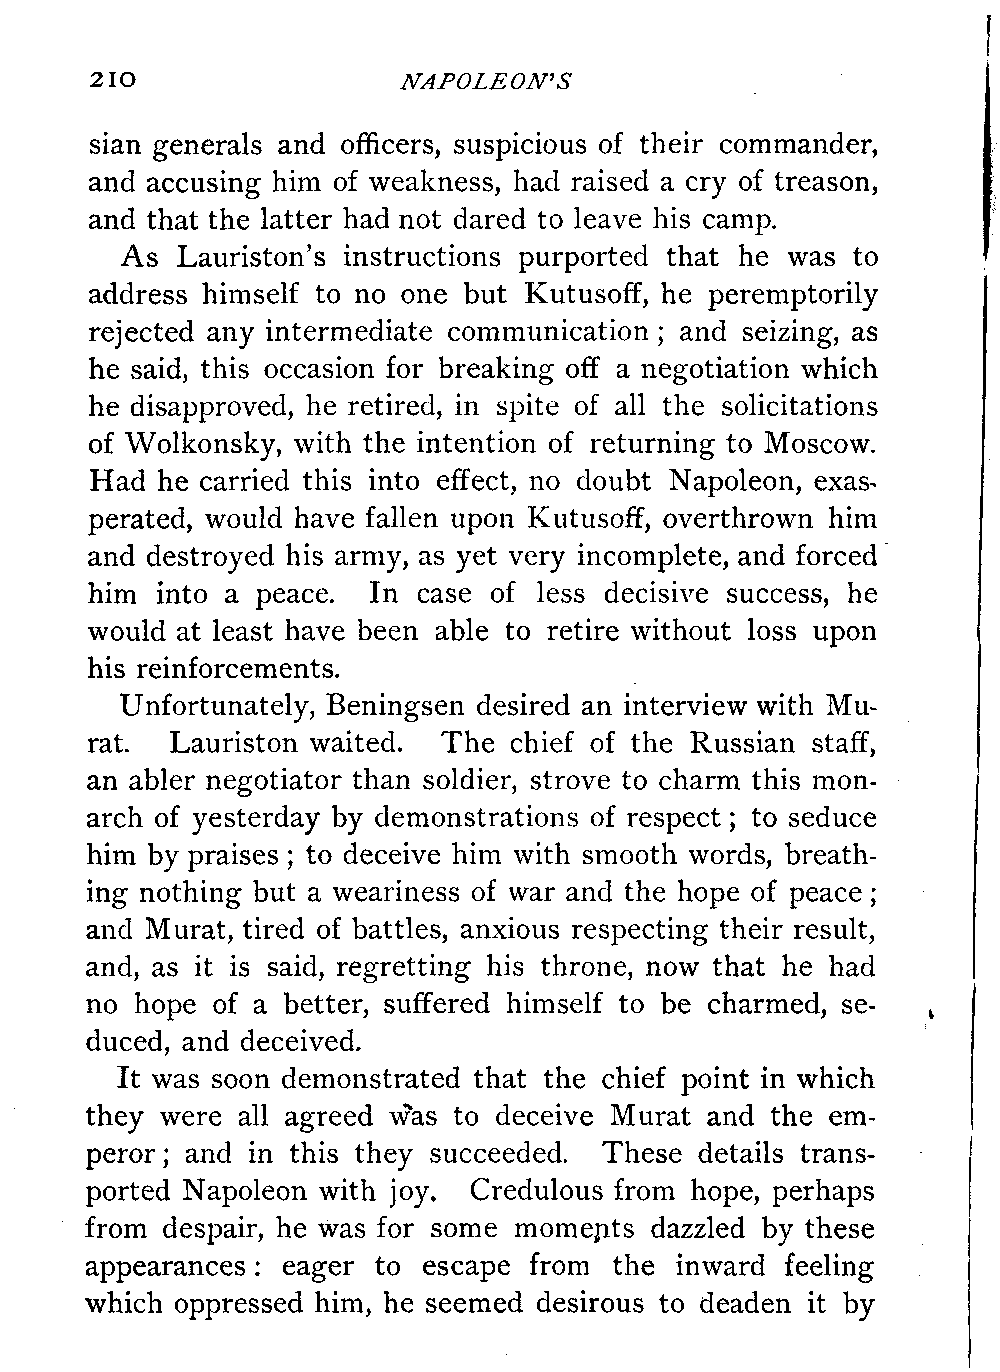 210 NAPOLEON'S
sian generals and officers, suspicious of their commander,
and accusing him of weakness, had raised a cry of treason,
and that the latter had not dared to leave his camp.
As Lauriston's instructions purported that he was to
address himself to no one but Kutusoff, he peremptorily
rejected any intermediate communication ; and seizing, as
he said, this occasion for breaking off a negotiation which
he disapproved, he retired, in spite of all the solicitations
of Wolkonsky, with the intention of returning to Moscow.
Had he carried this into effect, no doubt Napoleon, exas-
perated, would have fallen upon Kutusoff, overthrown him
and destroyed his army, as yet very incomplete, and forced
him into a peace. In case of less decisive success, he
would at least have been able to retire without loss upon
his reinforcements.
Unfortunately, Beningsen desired an interview with Mu-
rat. Lauriston waited. The chief of the Russian staff,
an abler negotiator than soldier, strove to charm this mon-
arch of yesterday by demonstrations of respect ; to seduce
him by praises ; to deceive him with smooth words, breath-
ing nothing but a weariness of war and the hope of peace ;
and Murat, tired of battles, anxious respecting their result,
and, as it is said, regretting his throne, now that he had
no hope of a better, suffered himself to be charmed, se-
duced, and deceived.
It was soon demonstrated that the chief point in which
they were all agreed was to deceive Murat and the em-
peror ; and in this they succeeded. These details trans-
ported Napoleon with joy. Credulous from hope, perhaps
from despair, he was for some moments dazzled by these
appearances : eager to escape from the inward feeling
which oppressed him, he seemed desirous to deaden it by